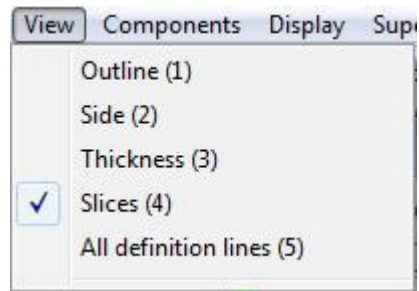 View Components Display
Outline (1)
Side (2)
Thickness (3)
Slices (4)
All definition lines (5)